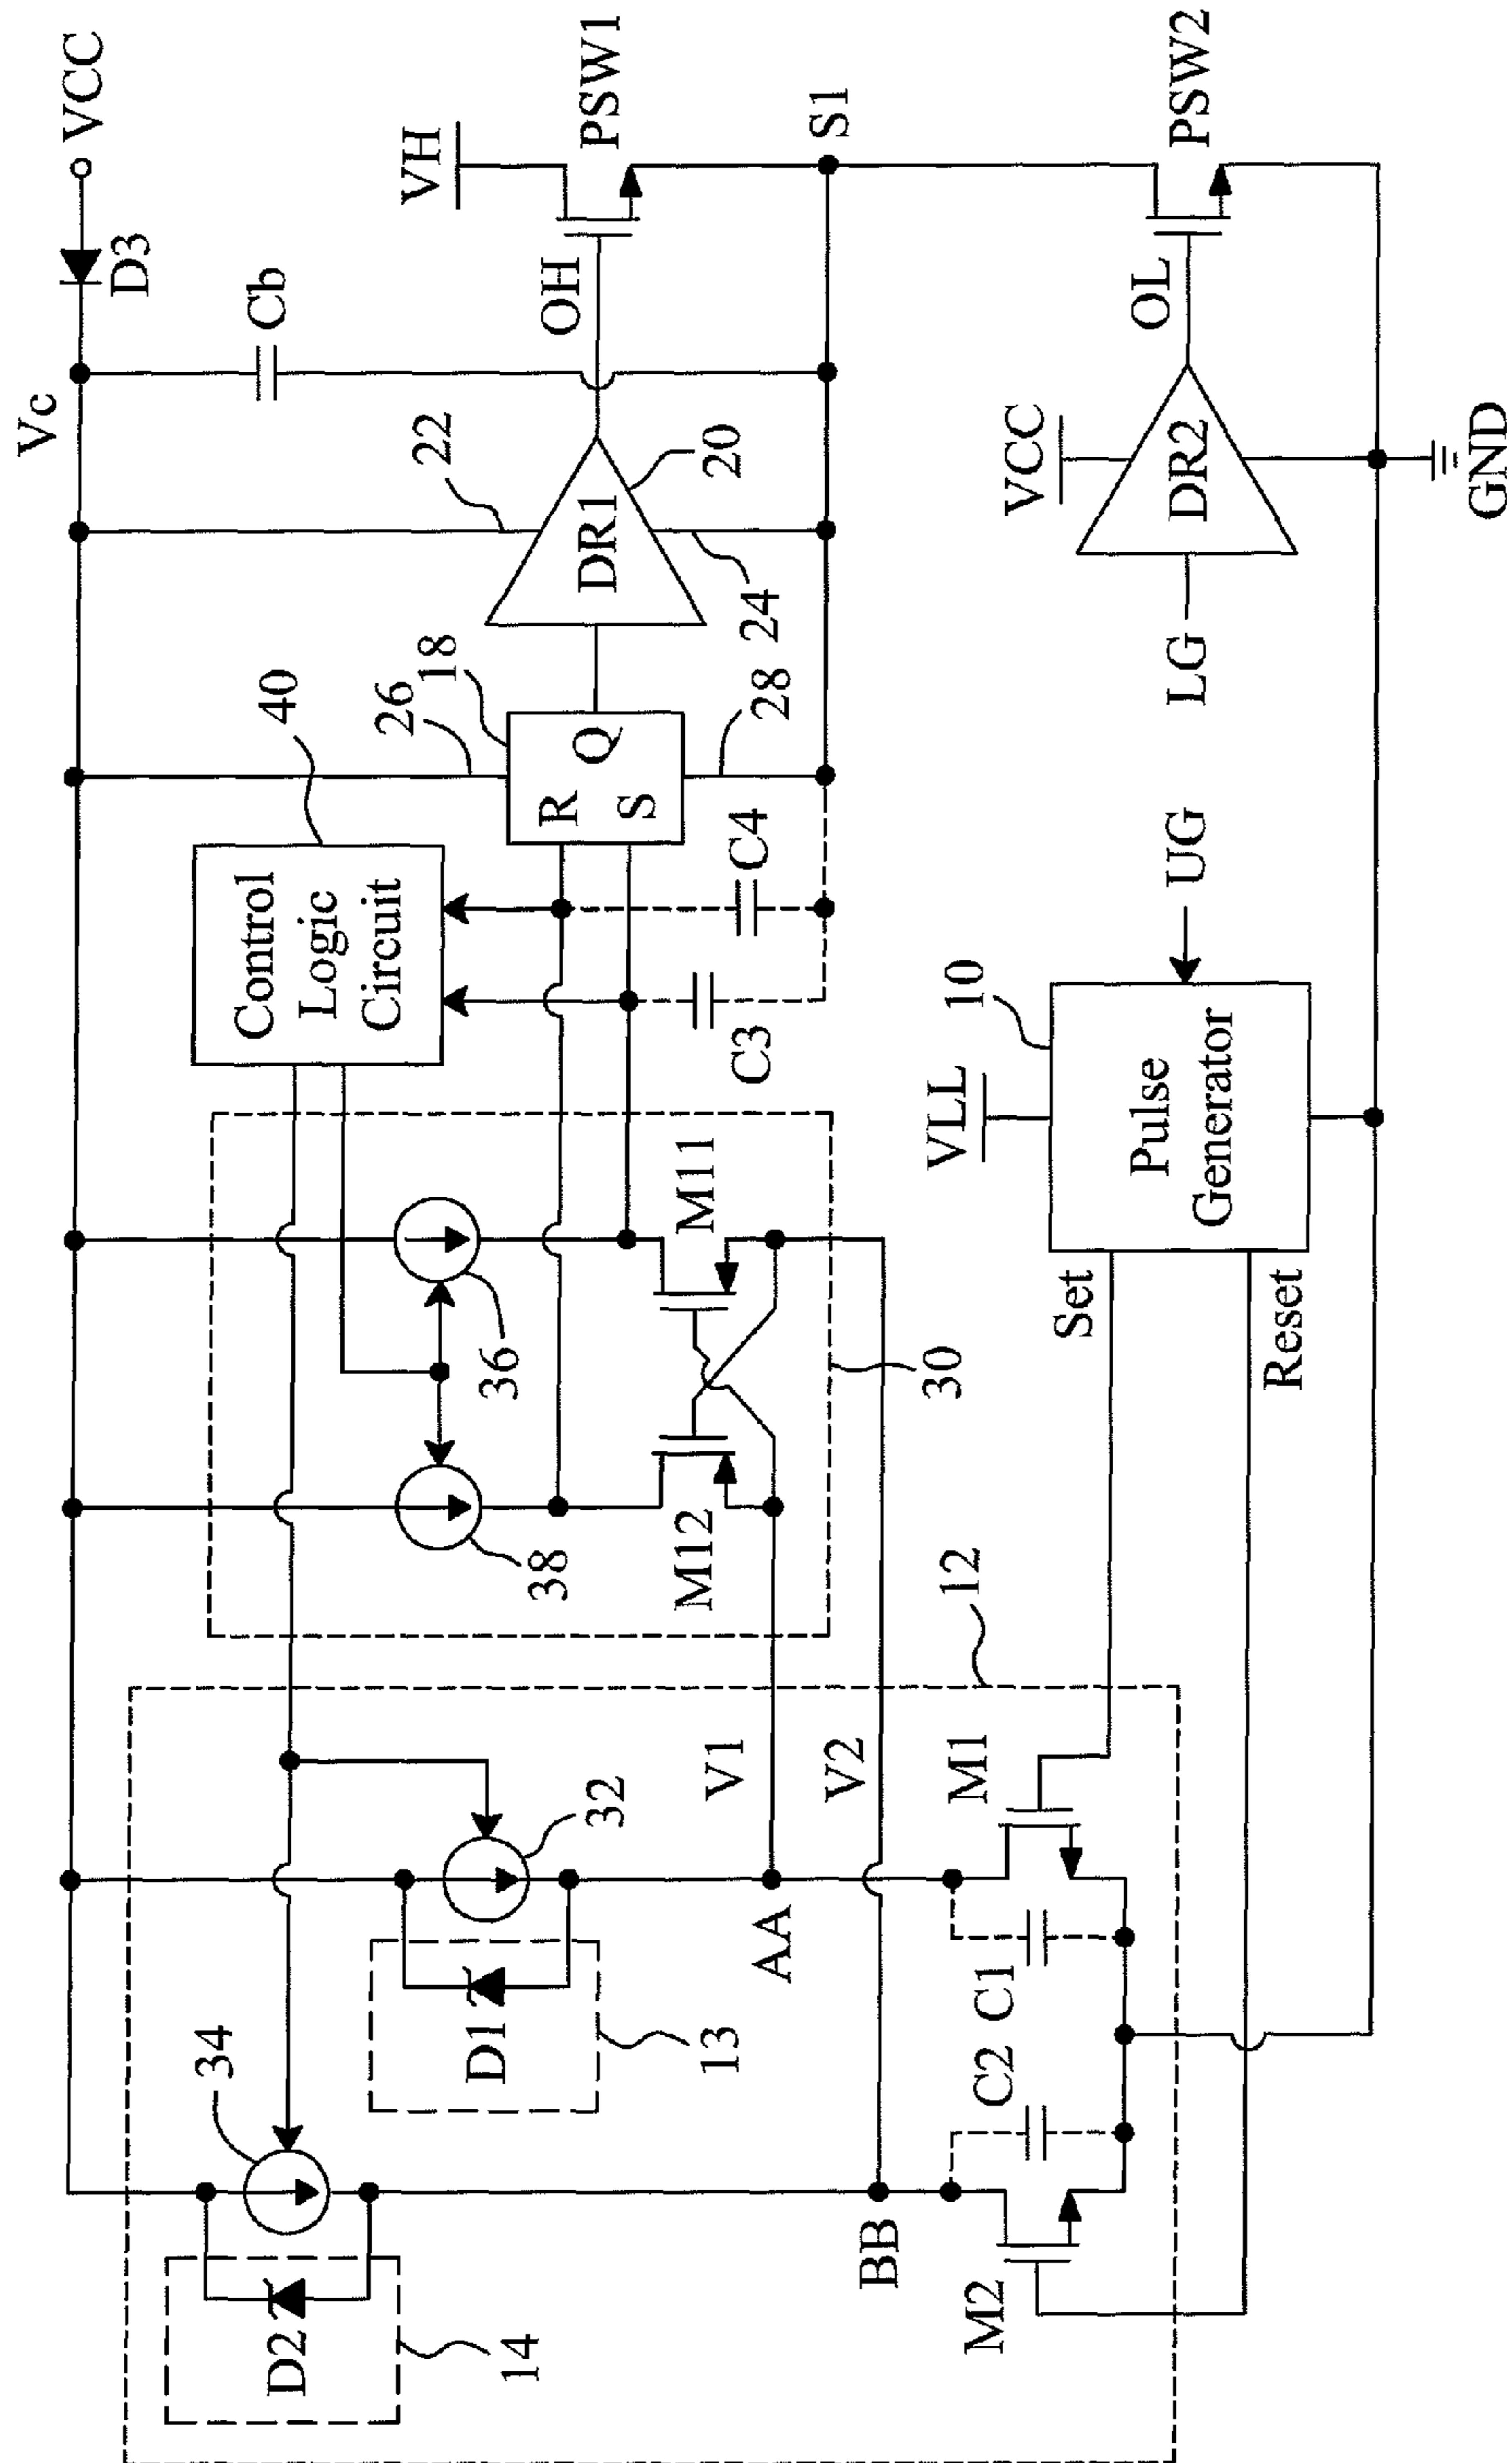 Vc
VCC
D3
Cb
22
VH
PSW1
OH
20
DR1
24
S1
40
Control
Logic
Circuit
26
18
R
Q
S
28
C4
C3
36
38
M11
M12
30
34
D2
14
32
D1
13
V1
V2
AA
BB
12
M1
M2
C1
C2
Set
Reset
VLL
10
Pulse
Generator
UG
LG
VCC
DR2
OL
PSW2
GND